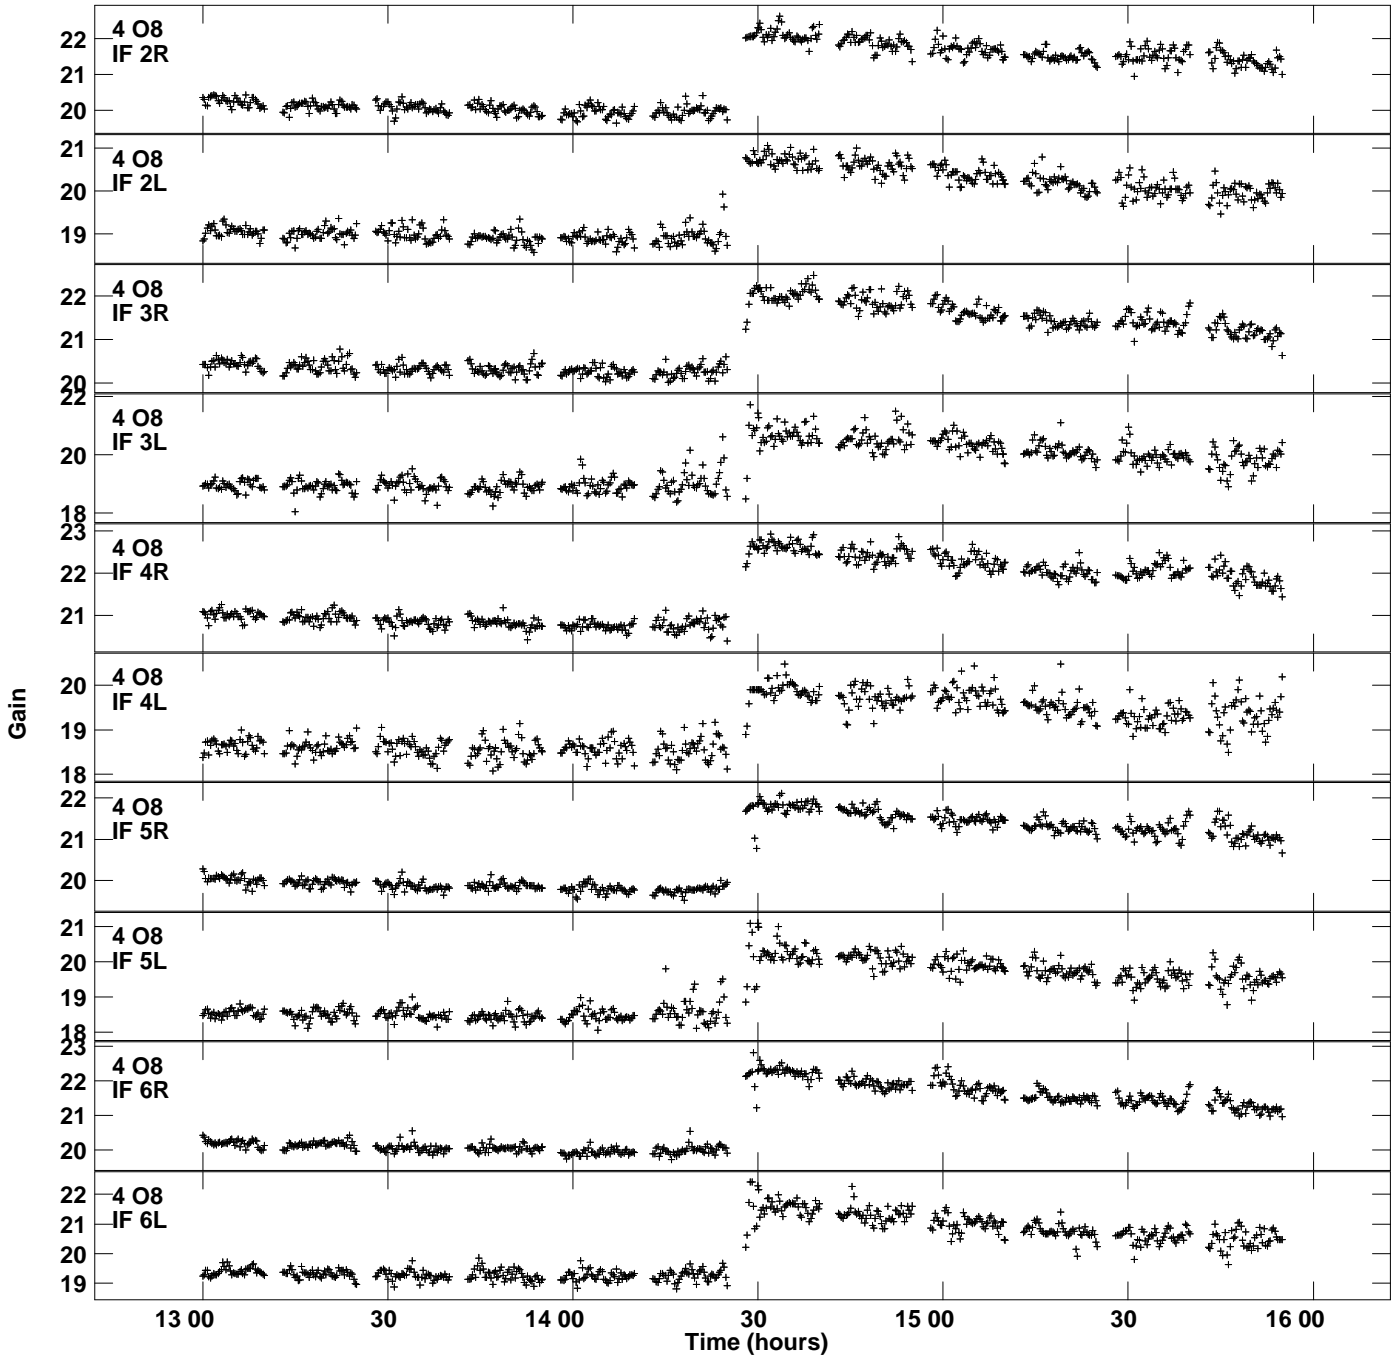 4 O8
IF 2R
22
21
20
4 O8
IF 2L
21
20
19
4 O8
IF 3R
22
21
20
4 O8
IF 3L
22
20
18
4 O8
IF 4R
23
22
21
4 O8
IF 4L
20
19
18
4 O8
IF 5R
22
21
20
4 O8
IF 5L
21
20
19
18
4 O8
IF 6R
23
22
21
20
4 O8
IF 6L
22
21
20
19
Gain
13 00 30 14 00 30 15 00 30 16 00
Time (hours)